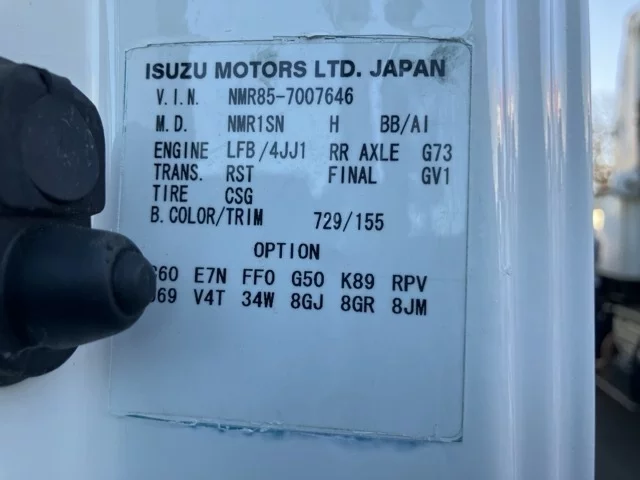 ISUZU MOTORS LTD. JAPAN
V.I.N. NMR85-7007646
M.D. NMR1SN H BB/AI
ENGINE LFB/4JJ1 RR AXLE G73
TRANS. RST FINAL GV1
TIRE CSG
B.COLOR/TRIM 729/155
OPTION
E7N FF0 G50 K89 RPV
V4T 34W 8GJ 8GR 8JM